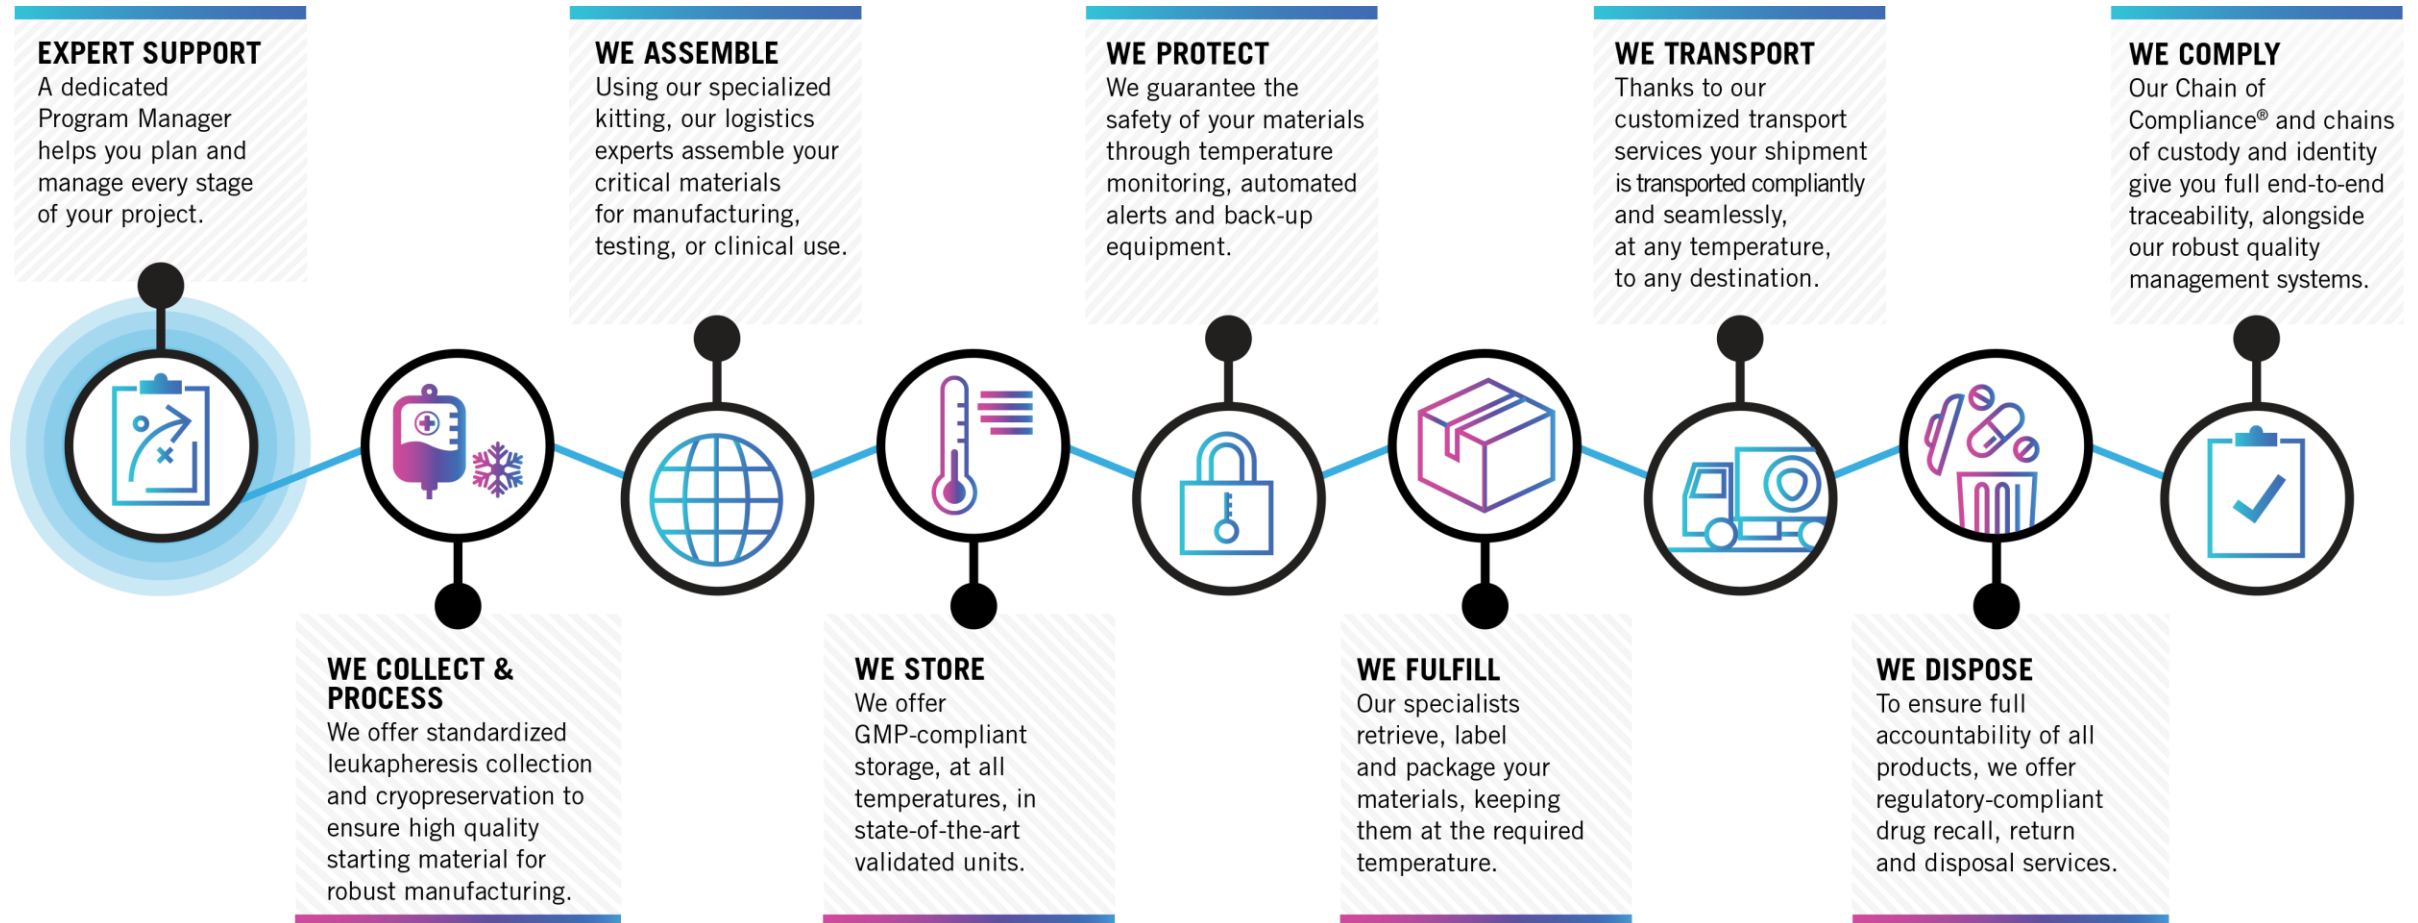 EXPERT SUPPORT
A dedicated
Program Manager
helps you plan and
manage every stage
of your project.
WE COLLECT &
PROCESS
We offer standardized
leukapheresis collection
and cryopreservation to
ensure high quality
starting material for
robust manufacturing.
WE ASSEMBLE
Using our specialized
kitting, our logistics
experts assemble your
critical materials
for manufacturing,
testing, or clinical use.
WE STORE
We offer
GMP-compliant
storage, at all
temperatures, in
state-of-the-art
validated units.
WE PROTECT
We guarantee the
safety of your materials
through temperature
monitoring, automated
alerts and back-up
equipment.
WE FULFILL
Our specialists
retrieve, label
and package your
materials, keeping
them at the required
temperature.
WE TRANSPORT
Thanks to our
customized transport
services your shipment
is transported compliantly
and seamlessly,
at any temperature,
to any destination.
WE DISPOSE
To ensure full
accountability of all
products, we offer
regulatory-compliant
drug recall, return
and disposal services.
WE COMPLY
Our Chain of
Compliance® and chains
of custody and identity
give you full end-to-end
traceability, alongside
our robust quality
management systems.